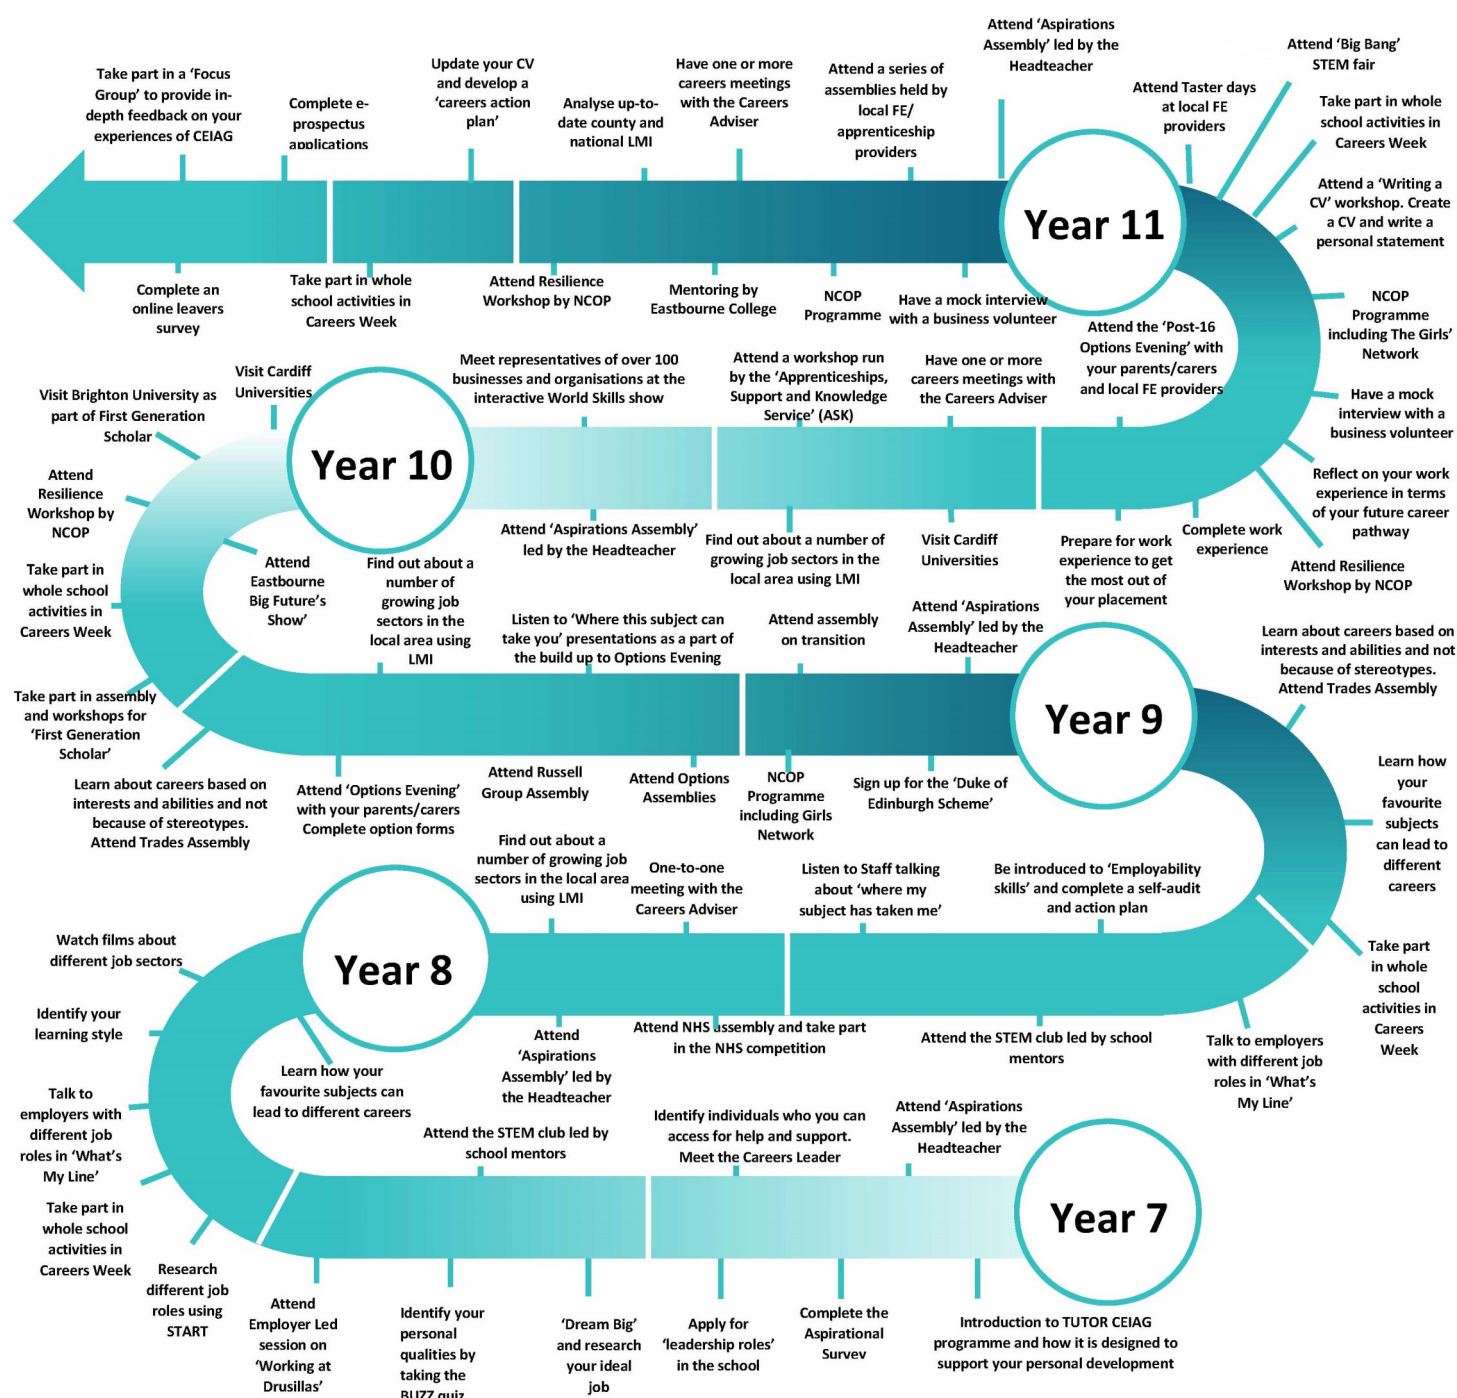 Attend ‘Aspirations
Assembly’ led by the
Headteacher
Attend ‘Big Bang’
STEM fair
Take part in a ‘Focus
Group’ to provide in-
depth feedback on your
experiences of CEIAG
Complete e-
prospectus
applications
Update your CV
and develop a
‘careers action
plan’
Analyse up-to-
date county and
national LMI
Have one or more
careers meetings
with the Careers
Adviser
Attend a series of
assemblies held by
local FE/
apprenticeship
providers
Attend Taster days
at local FE
providers
Take part in whole
school activities in
Careers Week
Attend a ‘Writing a
CV’ workshop. Create
a CV and write a
personal statement
Year 11
Complete an
online leavers
survey
Take part in whole
school activities in
Careers Week
Attend Resilience
Workshop by NCOP
Mentoring by
Eastbourne College
NCOP
Programme
Have a mock interview
with a business volunteer
NCOP
Programme
including The Girls’
Network
Attend the ‘Post-16
Options Evening’ with
your parents/carers
and local FE providers
Visit Brighton University as
part of First Generation
Scholar
Visit Cardiff
Universities
Meet representatives of over 100
businesses and organisations at the
interactive World Skills show
Attend a workshop run
by the ‘Apprenticeships,
Support and Knowledge
Service’ (ASK)
Have one or more
careers meetings with
the Careers Adviser
Have a mock
interview with a
business volunteer
Year 10
Attend
Resilience
Workshop by
NCOP
Reflect on your work
experience in terms
of your future career
pathway
Attend ‘Aspirations Assembly’
led by the Headteacher
Find out about a number of
growing job sectors in the
local area using LMI
Visit Cardiff
Universities
Prepare for work
experience to get
the most out of
your placement
Complete work
experience
Attend Resilience
Workshop by NCOP
Take part in
whole school
activities in
Careers Week
Attend
Eastbourne
Big Future’s
Show’
Find out about a
number of
growing job
sectors in the
local area using
LMI
Listen to ‘Where this subject can
take you’ presentations as a part of
the build up to Options Evening
Attend assembly
on transition
Attend ‘Aspirations
Assembly’ led by the
Headteacher
Learn about careers based on
interests and abilities and not
because of stereotypes.
Attend Trades Assembly
Year 9
Take part in assembly
and workshops for
‘First Generation
Scholar’
Learn about careers based on
interests and abilities and not
because of stereotypes.
Attend Trades Assembly
Attend ‘Options Evening’
with your parents/carers
Complete option forms
Attend Russell
Group Assembly
Attend Options
Assemblies
NCOP
Programme
including Girls
Network
Sign up for the ‘Duke of
Edinburgh Scheme’
Learn how
your
favourite
subjects
can lead to
different
careers
Find out about a
number of growing job
sectors in the local area
using LMI
One-to-one
meeting with the
Careers Adviser
Listen to Staff talking
about ‘where my
subject has taken me’
Be introduced to ‘Employability
skills’ and complete a self-audit
and action plan
Watch films about
different job sectors
Year 8
Take part
in whole
school
activities in
Careers
Week
Identify your
learning style
Learn how your
favourite subjects can
lead to different careers
Attend
‘Aspirations
Assembly’ led by
the Headteacher
Attend NHS assembly and take part
in the NHS competition
Attend the STEM club led by school
mentors
Talk to employers
with different job
roles in ‘What’s
My Line’
Talk to
employers with
different job
roles in ‘What’s
My Line’
Attend the STEM club led by
school mentors
Identify individuals who you can
access for help and support.
Meet the Careers Leader
Attend ‘Aspirations
Assembly’ led by the
Headteacher
Year 7
Take part in
whole school
activities in
Careers Week
Research
different job
roles using
START
Attend
Employer Led
session on
‘Working at
Drusillas’
Identify your
personal
qualities by
taking the
BUZZ quiz
‘Dream Big’
and research
your ideal
job
Apply for
‘leadership roles’
in the school
Complete the
Aspirational
Survey
Introduction to TUTOR CEIAG
programme and how it is designed to
support your personal development